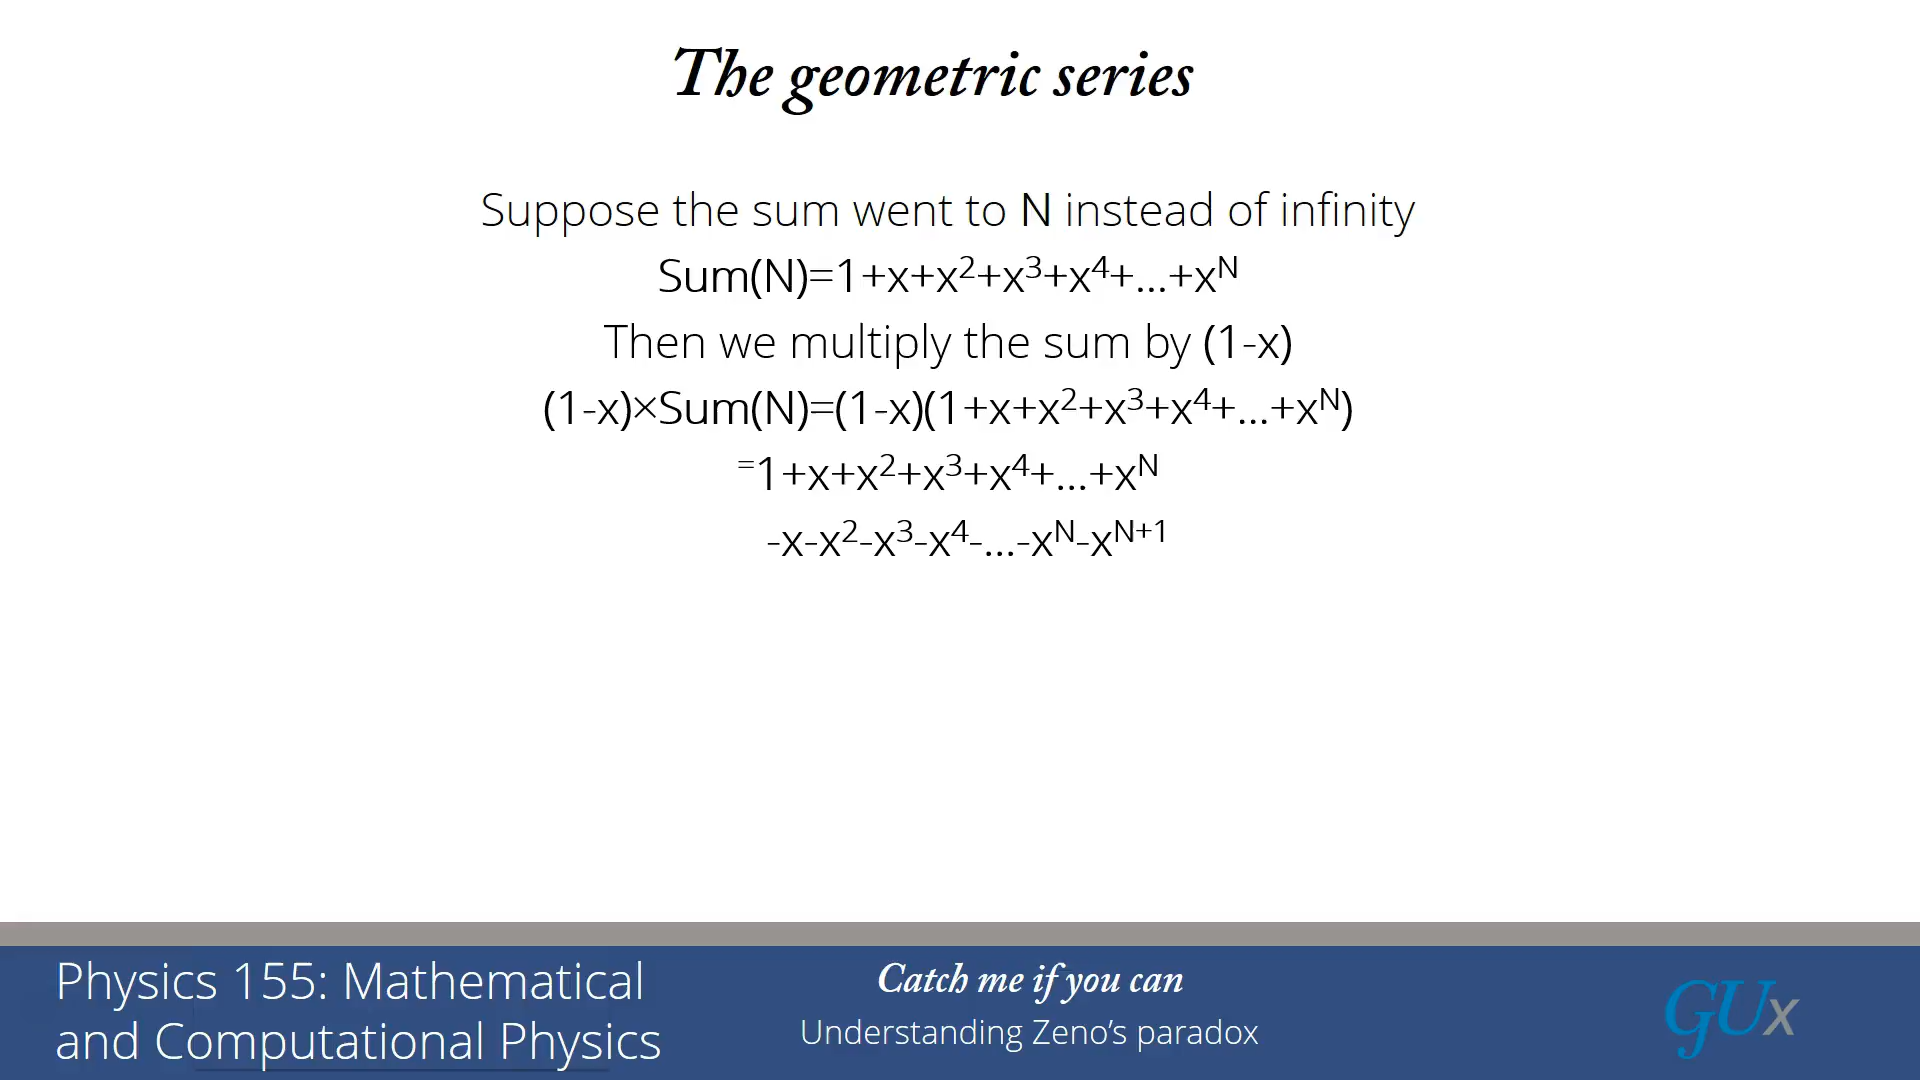 The geometric series
Suppose the sum went to N instead of infinity
Sum(N)=1+x+x²+x³+x⁴+...+xᴺ
Then we multiply the sum by (1-x)
(1-x)×Sum(N)=(1-x)(1+x+x²+x³+x⁴+...+xᴺ)
=1+x+x²+x³+x⁴+...+xᴺ
-x-x²-x³-x⁴-...-xᴺ-xᴺ⁺¹
Physics 155: Mathematical
and Computational Physics
Catch me if you can
Understanding Zeno’s paradox
GUx